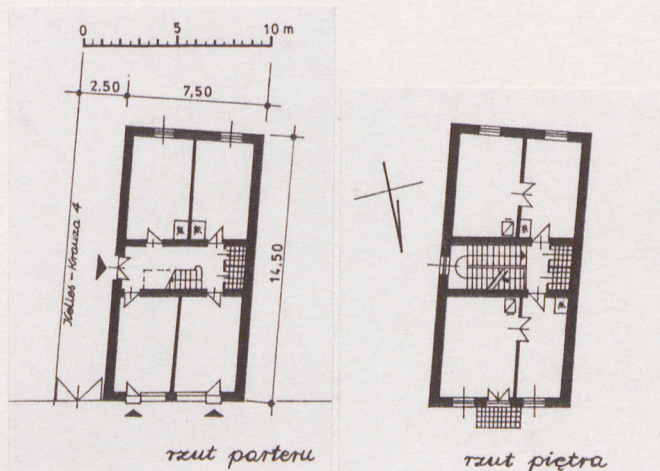 0 5 10 m
2,50 7,50
14,50
Kelles-Krauza 4
rzut parteru
rzut piętra